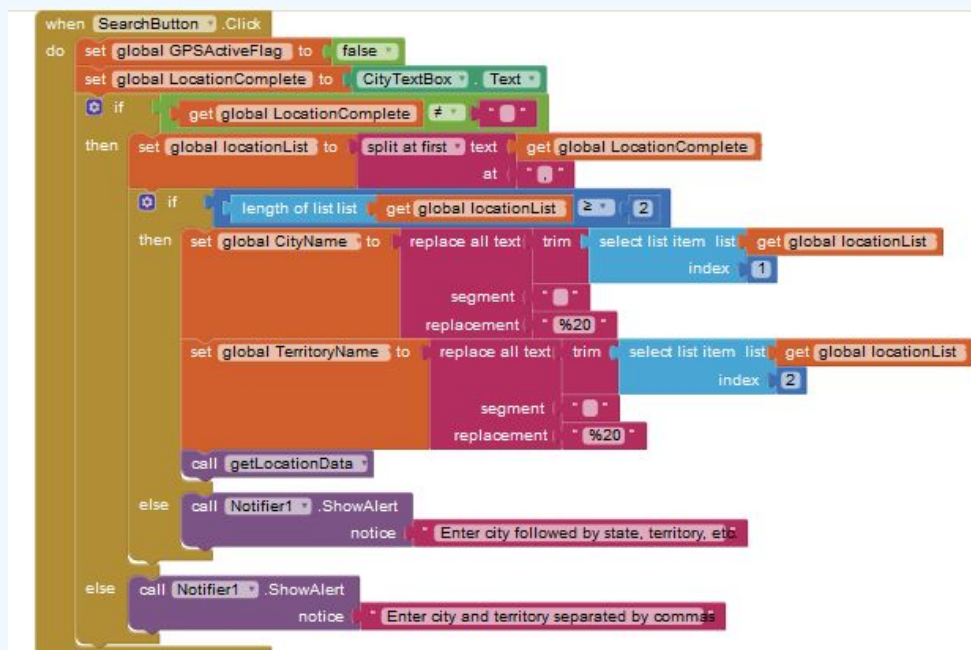 when SearchButton .Click
do set global GPSActiveFlag to false
set global LocationComplete to CityTextBox . Text
if get global LocationComplete ≠ " "
then set global locationList to split at first text get global LocationComplete
at " , "
if length of list list get global locationList ≥ 2
then set global CityName to replace all text trim select list item list get global locationList
index 1
segment " "
replacement " %20 "
set global TerritoryName to replace all text trim select list item list get global locationList
index 2
segment " "
replacement " %20 "
call getLocationData
else call Notifier1 .ShowAlert
notice " Enter city followed by state, territory, etc. "
else call Notifier1 .ShowAlert
notice " Enter city and territory separated by commas